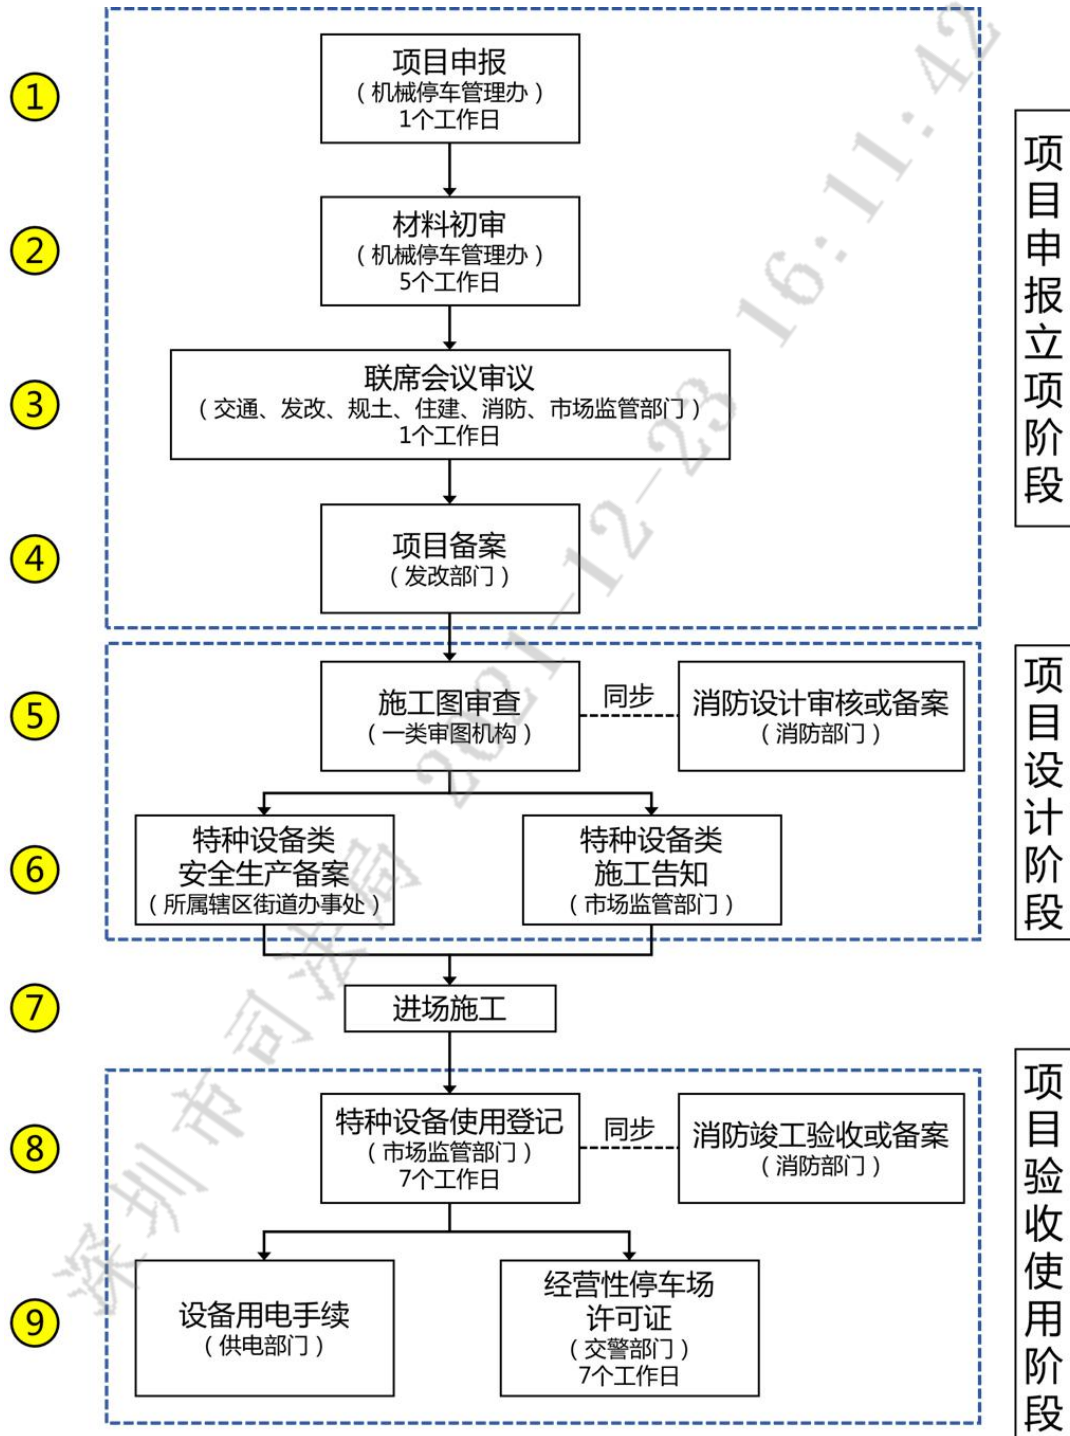 ①
项目申报
（机械停车管理办）
1个工作日
②
材料初审
（机械停车管理办）
5个工作日
③
联席会议审议
（交通、发改、规土、住建、消防、市场监管部门）
1个工作日
④
项目备案
（发改部门）
项目申报立项阶段
⑤
施工图审查
（一类审图机构）
同步
消防设计审核或备案
（消防部门）
⑥
特种设备类
安全生产备案
（所属辖区街道办事处）
特种设备类
施工告知
（市场监管部门）
项目设计阶段
⑦
进场施工
⑧
特种设备使用登记
（市场监管部门）
7个工作日
同步
消防竣工验收或备案
（消防部门）
⑨
设备用电手续
（供电部门）
经营性停车场
许可证
（交警部门）
7个工作日
项目验收使用阶段
深圳市司法局 2021-12-23 16:11:42